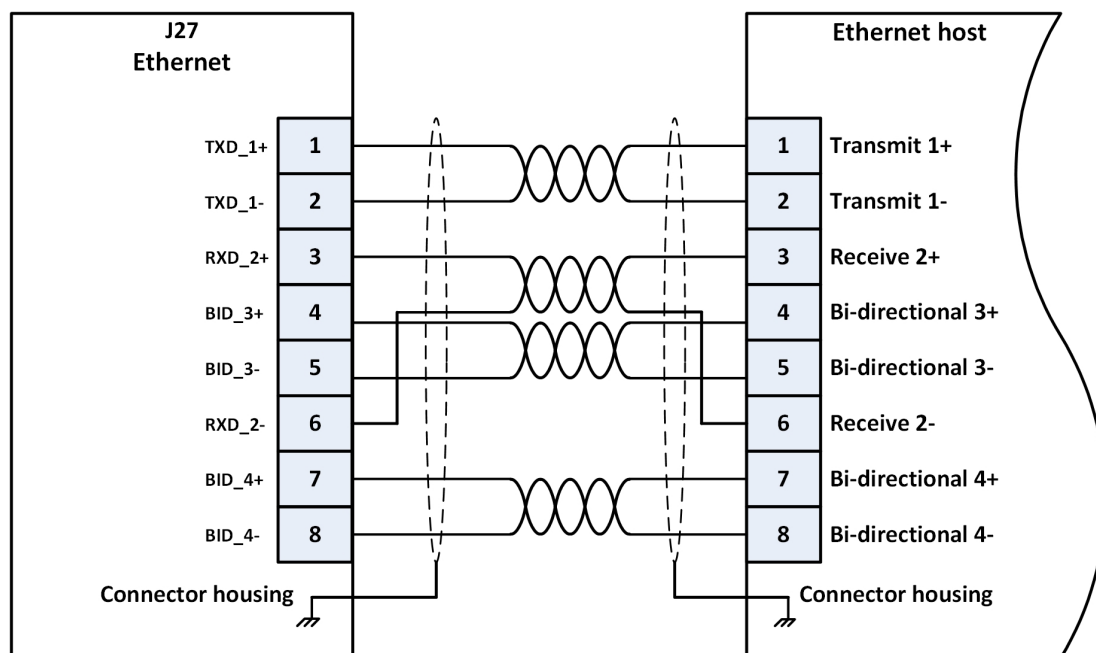 J27
Ethernet
Ethernet host
TXD_1+ 1 1 Transmit 1+
TXD_1- 2 2 Transmit 1-
RXD_2+ 3 3 Receive 2+
BID_3+ 4 4 Bi-directional 3+
BID_3- 5 5 Bi-directional 3-
RXD_2- 6 6 Receive 2-
BID_4+ 7 7 Bi-directional 4+
BID_4- 8 8 Bi-directional 4-
Connector housing Connector housing